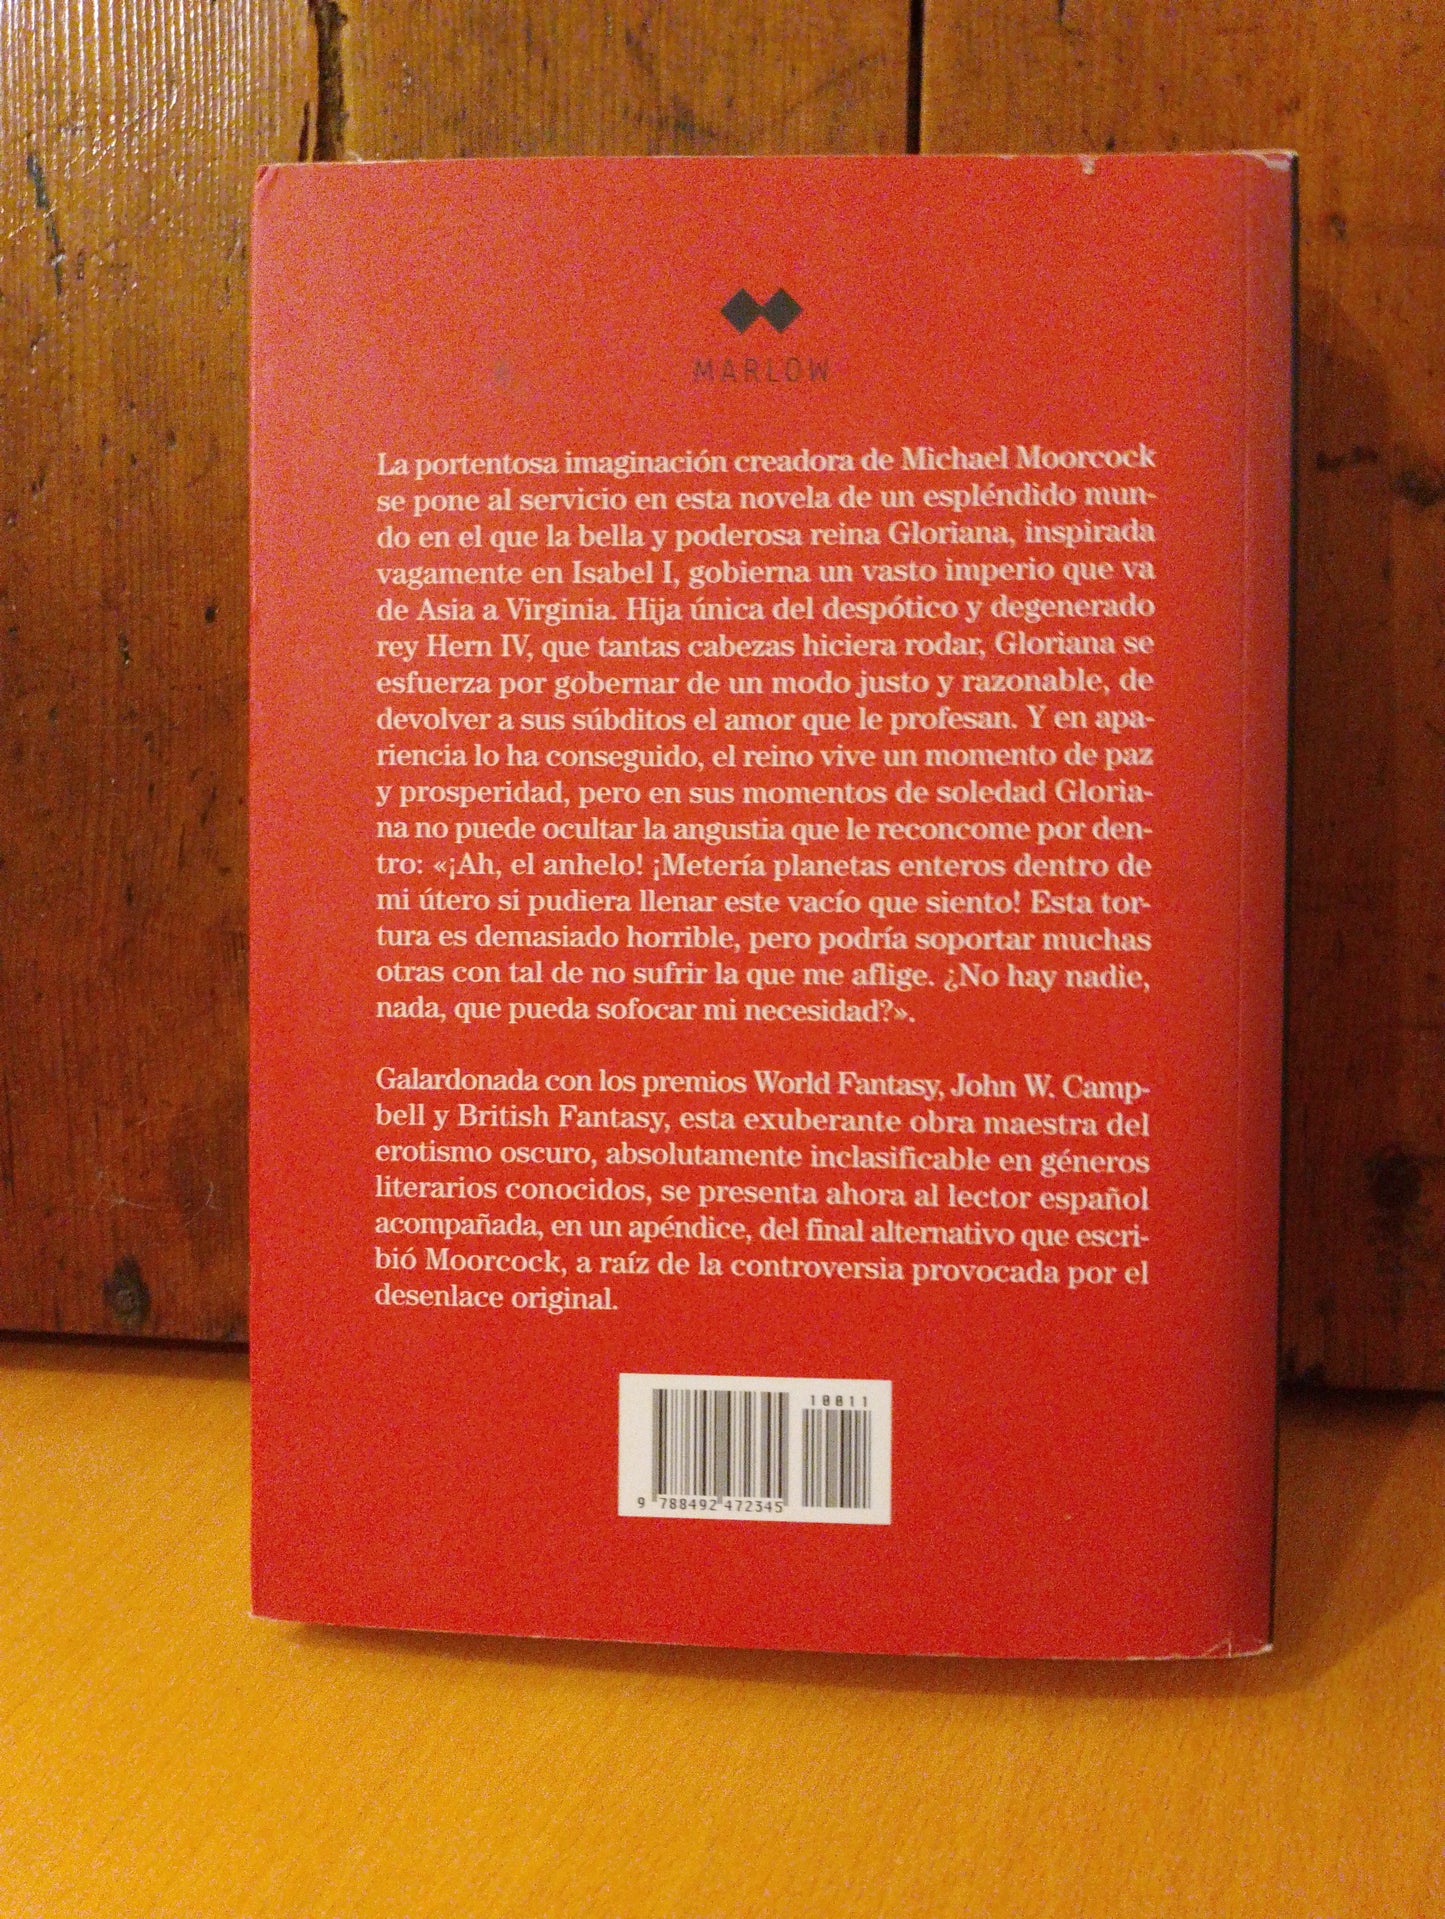 MARLOW
La portentosa imaginación creadora de Michael Moorcock
se pone al servicio en esta novela de un espléndido mun-
do en el que la bella y poderosa reina Gloriana, inspirada
vagamente en Isabel I, gobierna un vasto imperio que va
de Asia a Virginia. Hija única del despótico y degenerado
rey Hern IV, que tantas cabezas hiciera rodar, Gloriana se
esfuerza por gobernar de un modo justo y razonable, de
devolver a sus súbditos el amor que le profesan. Y en apa-
riencia lo ha conseguido, el reino vive un momento de paz
y prosperidad, pero en sus momentos de soledad Gloria-
na no puede ocultar la angustia que le reconcome por den-
tro: «¡Ah, el anhelo! ¡Metería planetas enteros dentro de
mi útero si pudiera llenar este vacío que siento! Esta tor-
tura es demasiado horrible, pero podría soportar muchas
otras con tal de no sufrir la que me aflige. ¿No hay nadie,
nada, que pueda sofocar mi necesidad?».
Galardonada con los premios World Fantasy, John W. Camp-
bell y British Fantasy, esta exuberante obra maestra del
erotismo oscuro, absolutamente inclasificable en géneros
literarios conocidos, se presenta ahora al lector español
acompañada, en un apéndice, del final alternativo que escri-
bió Moorcock, a raíz de la controversia provocada por el
desenlace original.
10011
9 788492 472345